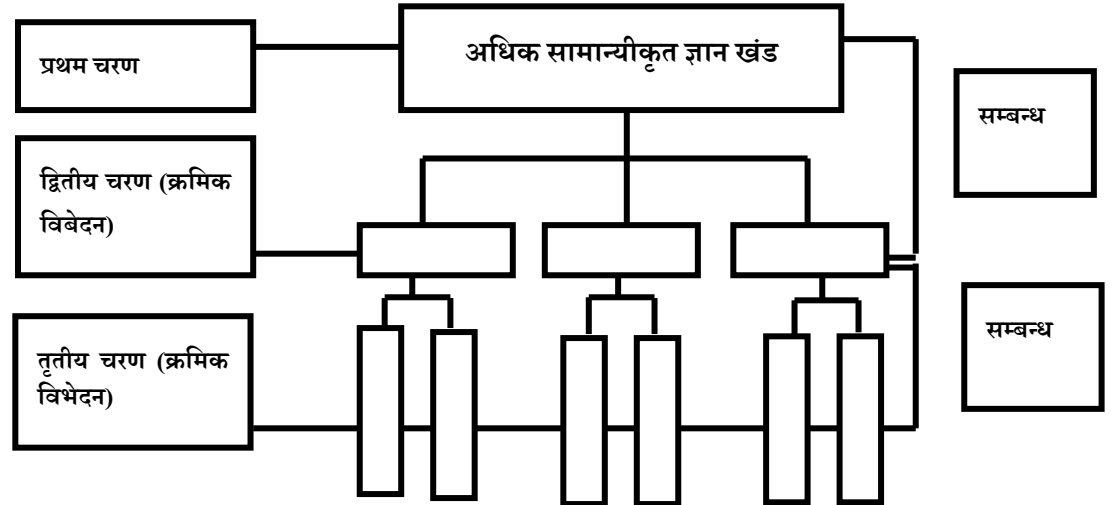 प्रथम चरण
अधिक सामान्यीकृत ज्ञान खंड
सम्बन्ध
द्वितीय चरण (क्रमिक
विबेदन)
सम्बन्ध
तृतीय चरण (क्रमिक
विभेदन)